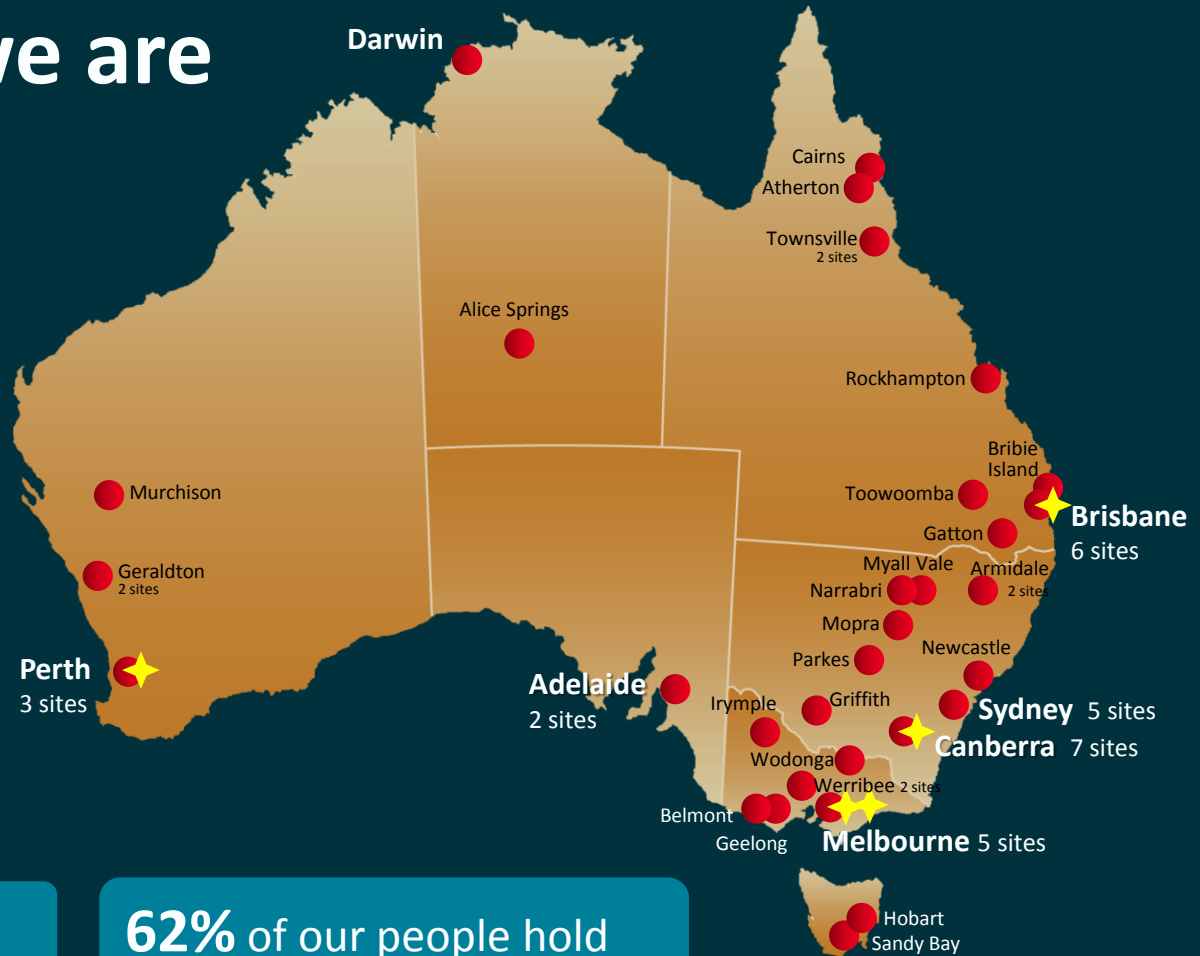 we are
Darwin
Cairns
Atherton
Townsville
2 sites
Alice Springs
Rockhampton
Bribie
Island
Murchison
Toowoomba
Brisbane
6 sites
Gatton
Myall Vale
Armidale
2 sites
Geraldton
2 sites
Narrabri
Mopra
Newcastle
Parkes
Perth
3 sites
Adelaide
2 sites
Irymple
Griffith
Sydney 5 sites
Canberra 7 sites
Wodonga
Werribee 2 sites
Belmont
Geelong
Melbourne 5 sites
62% of our people hold
Hobart
Sandy Bay